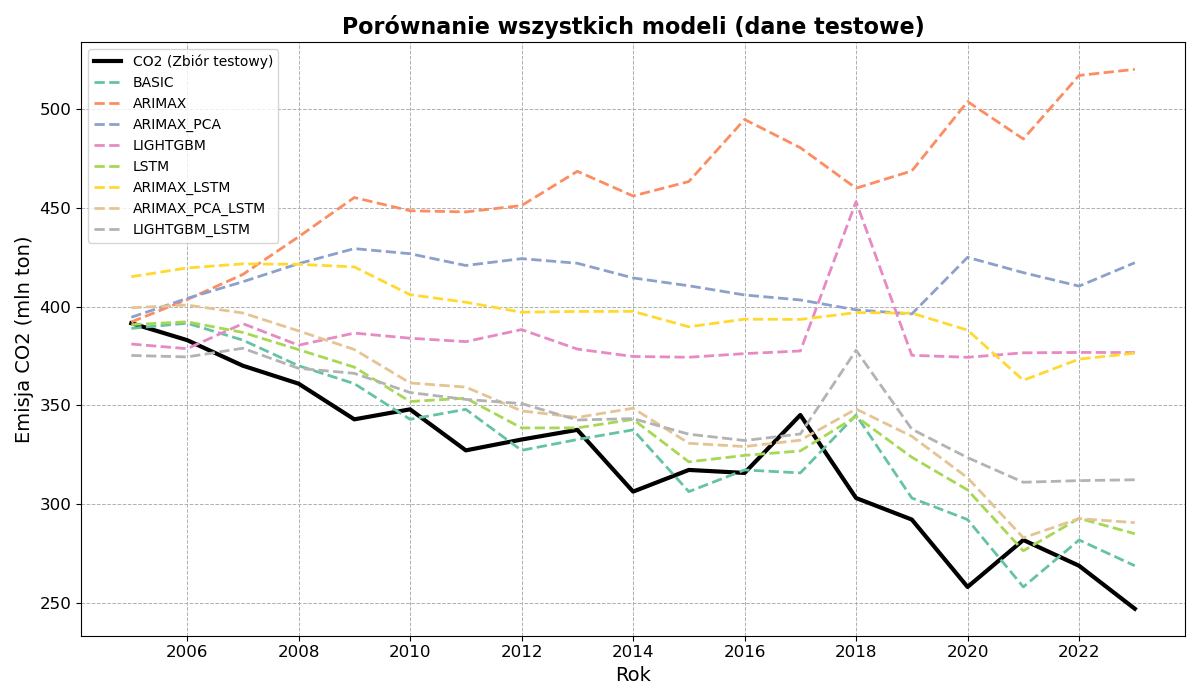 Porównanie wszystkich modeli (dane testowe)
CO2 (Zbiór testowy)
BASIC
ARIMAX
ARIMAX_PCA
LIGHTGBM
LSTM
ARIMAX_LSTM
ARIMAX_PCA_LSTM
LIGHTGBM_LSTM
Emisja CO2 (mln ton)
500
450
400
350
300
250
2006 2008 2010 2012 2014 2016 2018 2020 2022
Rok